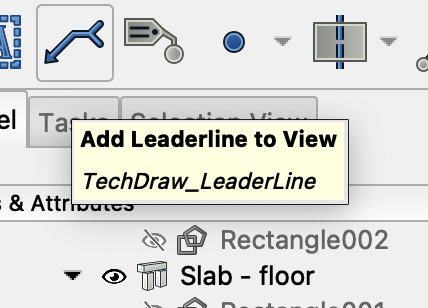 A
el
Tasks
Selection View
Add Leaderline to View
TechDraw_LeaderLine
s & Attributes
Rectangle002
Slab - floor
Rectangle001